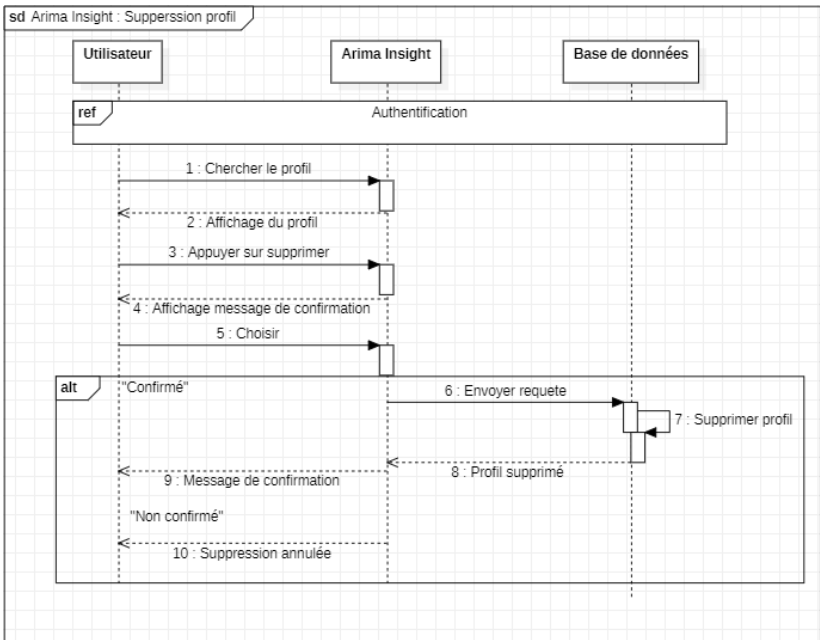 sd Arima Insight : Supperssion profil
Utilisateur
Arima Insight
Base de données
ref
Authentification
1 : Chercher le profil
2 : Affichage du profil
3 : Appuyer sur supprimer
4 : Affichage message de confirmation
5 : Choisir
alt
"Confirmé"
6 : Envoyer requete
7 : Supprimer profil
8 : Profil supprimé
9 : Message de confirmation
"Non confirmé"
10 : Suppression annulée